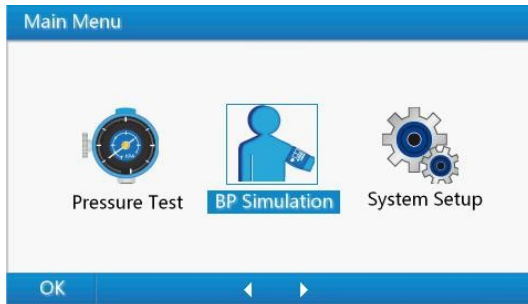 Main Menu
Pressure Test
BP Simulation
System Setup
OK